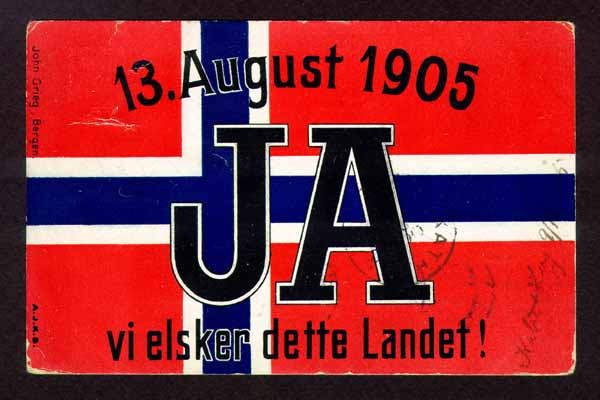 13. August 1905
JA
vi elsker dette Landet!
John Grieg, Bergen.
A.J.H.B.